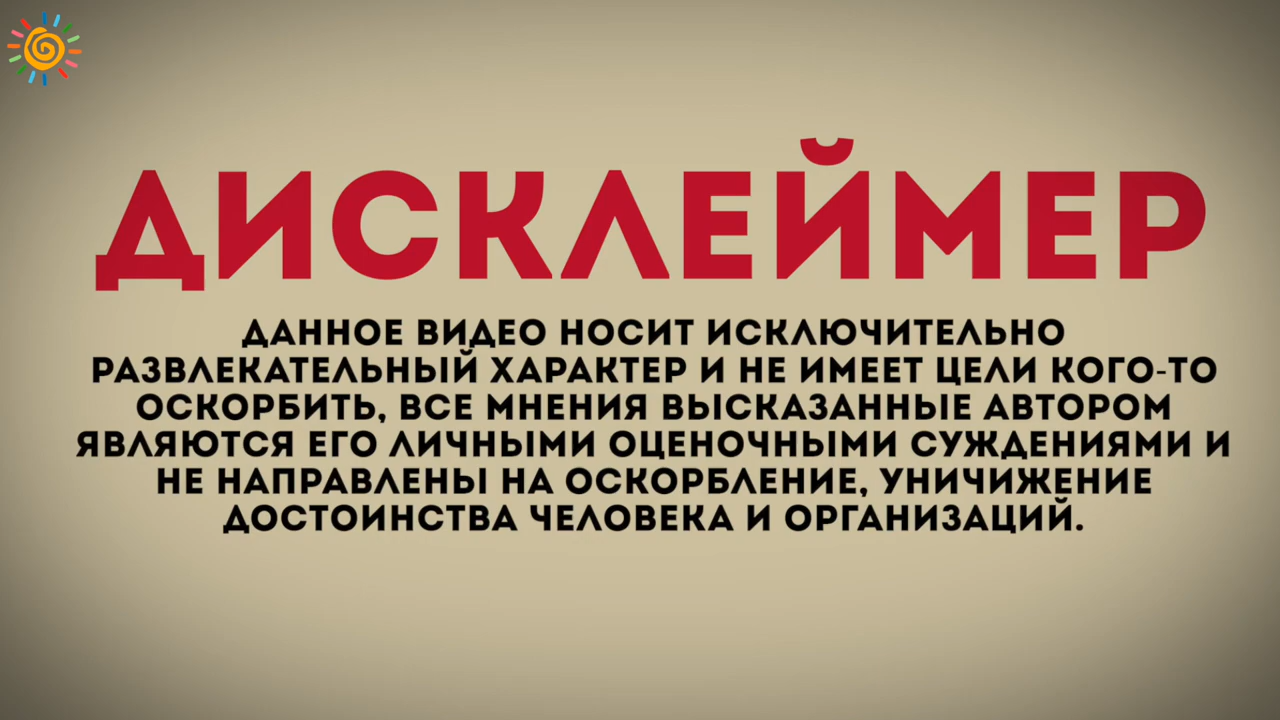 ДИСКЛЕЙМЕР
ДАННОЕ ВИДЕО НОСИТ ИСКЛЮЧИТЕЛЬНО
РАЗВЛЕКАТЕЛЬНЫЙ ХАРАКТЕР И НЕ ИМЕЕТ ЦЕЛИ КОГО-ТО
ОСКОРБИТЬ, ВСЕ МНЕНИЯ ВЫСКАЗАННЫЕ АВТОРОМ
ЯВЛЯЮТСЯ ЕГО ЛИЧНЫМИ ОЦЕНОЧНЫМИ СУЖДЕНИЯМИ И
НЕ НАПРАВЛЕНЫ НА ОСКОРБЛЕНИЕ, УНИЧИЖЕНИЕ
ДОСТОИНСТВА ЧЕЛОВЕКА И ОРГАНИЗАЦИЙ.